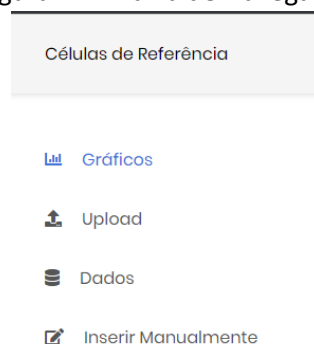 Células de Referência
Gráficos
Upload
Dados
Inserir Manualmente